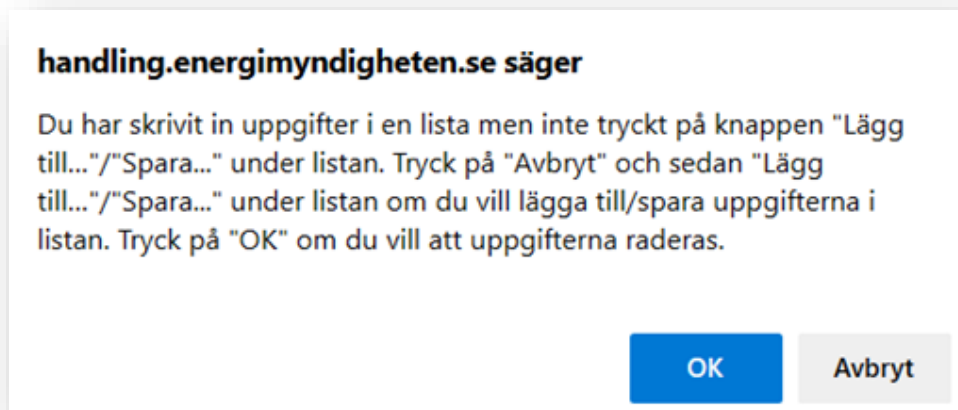 handling.energimyndigheten.se säger
Du har skrivit in uppgifter i en lista men inte tryckt på knappen "Lägg
till..."/"Spara..." under listan. Tryck på "Avbryt" och sedan "Lägg
till..."/"Spara..." under listan om du vill lägga till/spara uppgifterna i
listan. Tryck på "OK" om du vill att uppgifterna raderas.
OK
Avbryt